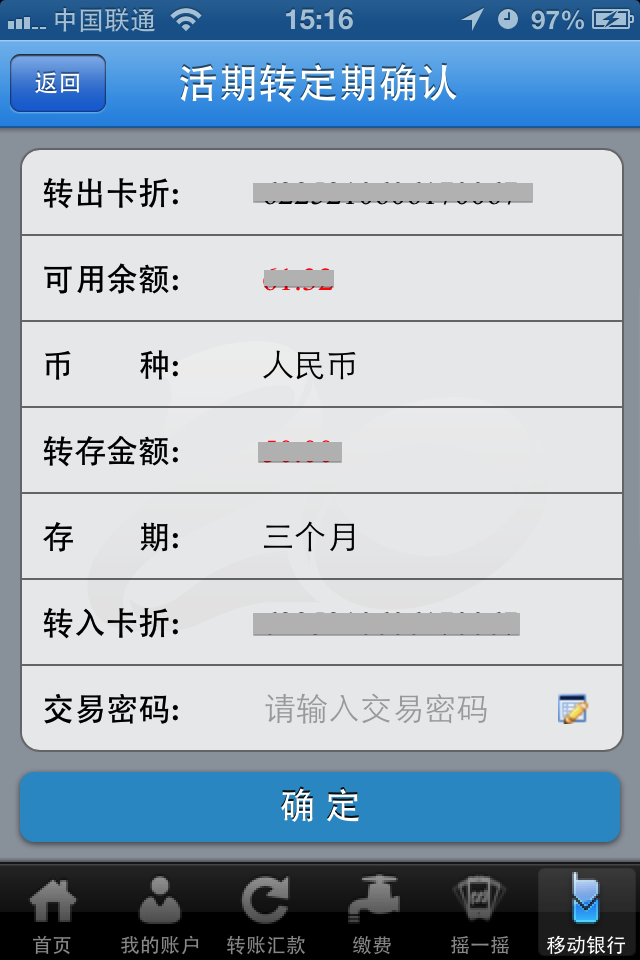 中国联通 15:16 97%
返回 活期转定期确认
转出卡折:
可用余额:
币 种: 人民币
转存金额:
存 期: 三个月
转入卡折:
交易密码: 请输入交易密码
确 定
首页 我的账户 转账汇款 缴费 摇一摇 移动银行